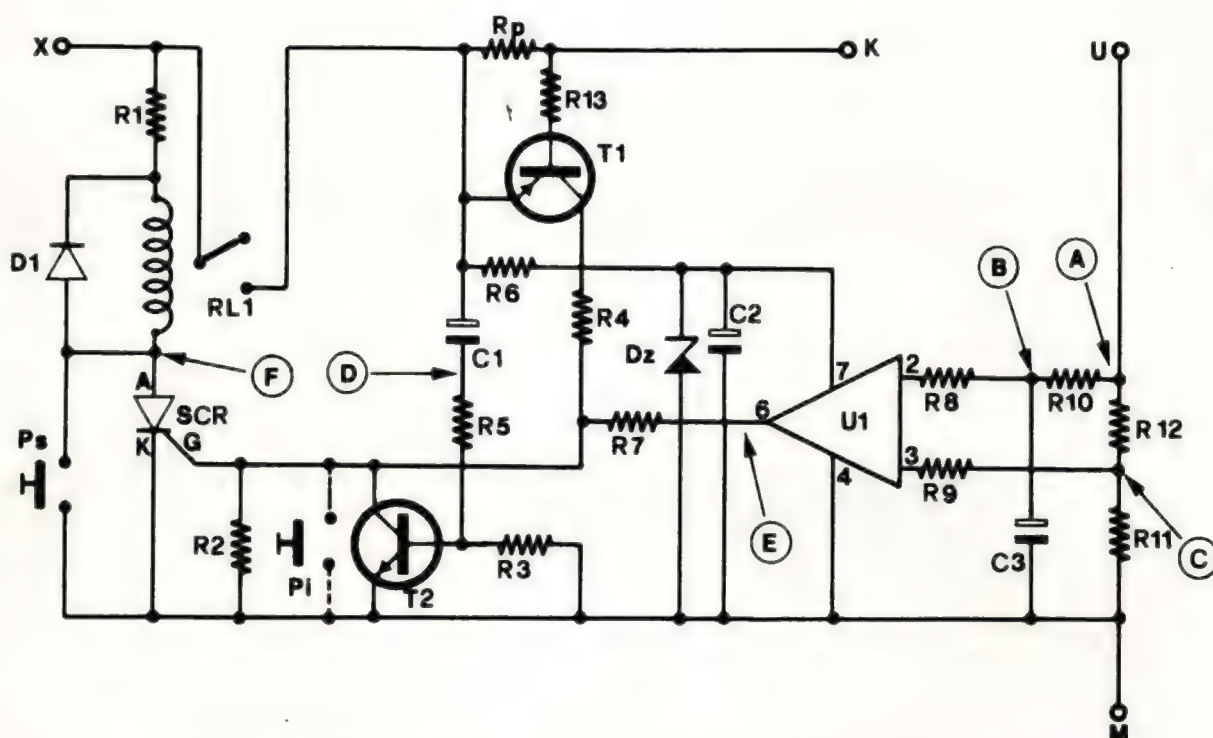 X
Rp
K
U
R1
R13
T1
D1
RL1
R6
B
A
R4
C2
Dz
F
D
C1
7
2
R8
R10
A
SCR
R5
6
U1
R12
K
G
R7
4
3
R9
Ps
E
R11
C
R2
Pi
R3
C3
T2
M